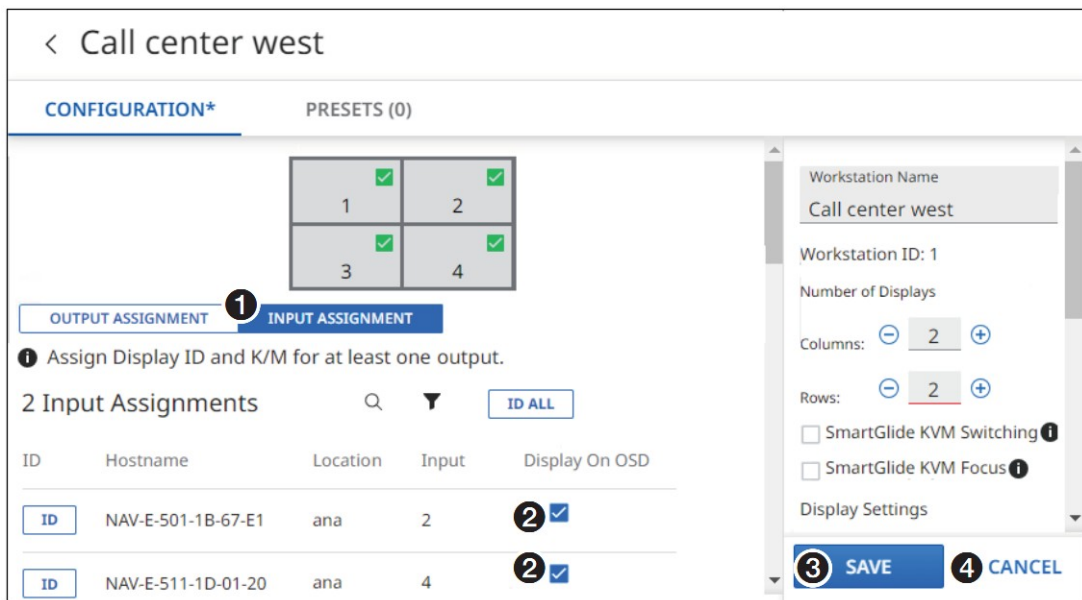 < Call center west
CONFIGURATION* PRESETS (0)
1 2
3 4
1
OUTPUT ASSIGNMENT INPUT ASSIGNMENT
i Assign Display ID and K/M for at least one output.
2 Input Assignments ID ALL
ID Hostname Location Input Display On OSD
ID NAV-E-501-1B-67-E1 ana 2 2
ID NAV-E-511-1D-01-20 ana 4 2
Workstation Name
Call center west
Workstation ID: 1
Number of Displays
Columns: 2
Rows: 2
SmartGlide KVM Switching i
SmartGlide KVM Focus i
Display Settings
3 SAVE 4 CANCEL